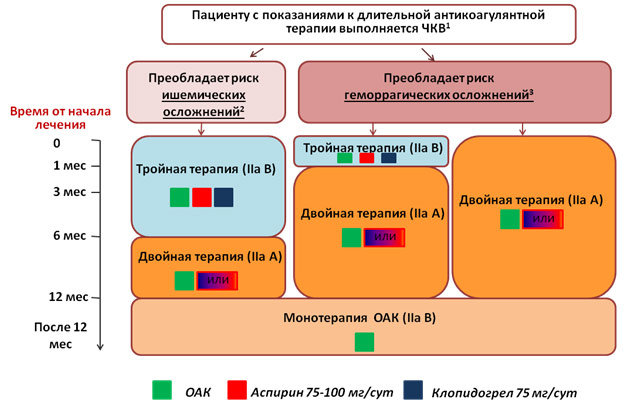 Пациенту с показаниями к длительной антикоагулянтной
терапии выполняется ЧКВ¹
Преобладает риск
ишемических
осложнений²
Преобладает риск
геморрагических осложнений³
Время от начала
лечения
0
1 мес
3 мес
6 мес
12 мес
После 12
мес
Тройная терапия (IIa B)
Двойная терапия (IIa A)
или
Тройная терапия (IIa B)
Двойная терапия (IIa A)
или
Двойная терапия (IIa A)
или
Монотерапия ОАК (IIa B)
ОАК
Аспирин 75-100 мг/сут
Клопидогрел 75 мг/сут